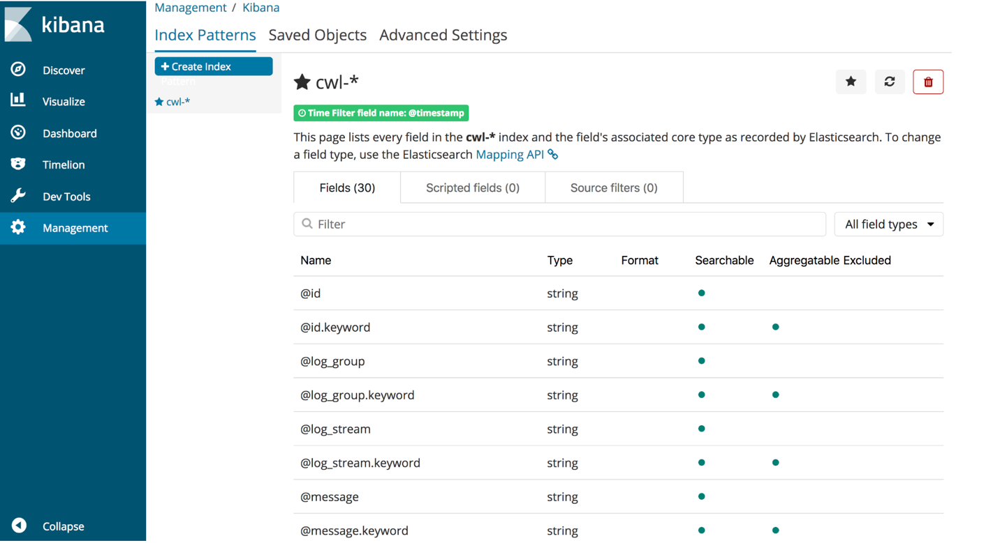 kibana
Discover
Visualize
Dashboard
Timelion
Dev Tools
Management
Collapse
Management / Kibana
Index Patterns Saved Objects Advanced Settings
Create Index
Pattern
cwl-*
cwl-*
Time Filter field name: @timestamp
This page lists every field in the cwl-* index and the field's associated core type as recorded by Elasticsearch. To change
a field type, use the Elasticsearch Mapping API
Fields (30) Scripted fields (0) Source filters (0)
Filter All field types
Name Type Format Searchable Aggregatable Excluded
@id string
@id.keyword string
@log_group string
@log_group.keyword string
@log_stream string
@log_stream.keyword string
@message string
@message.keyword string